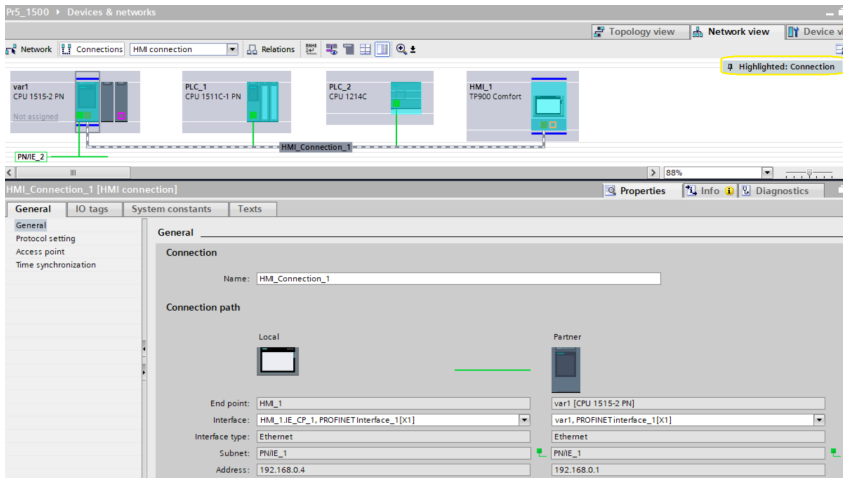 Pr5_1500 ▸ Devices & networks
Topology view Network view Device vi
Network Connections HMI connection Relations
Highlighted: Connection
var1
CPU 1515-2 PN
Not assigned
PLC_1
CPU 1511C-1 PN
PLC_2
CPU 1214C
HMI_1
TP900 Comfort
HMI_Connection_1
PN/IE_2
88%
HMI_Connection_1 [HMI connection]
Properties Info Diagnostics
General IO tags System constants Texts
General
Protocol setting
Access point
Time synchronization
General
Connection
Name: HMI_Connection_1
Connection path
Local Partner
End point: HMI_1 var1 [CPU 1515-2 PN]
Interface: HMI_1.IE_CP_1, PROFINET Interface_1[X1] var1, PROFINET interface_1[X1]
Interface type: Ethernet Ethernet
Subnet: PN/IE_1 PN/IE_1
Address: 192.168.0.4 192.168.0.1